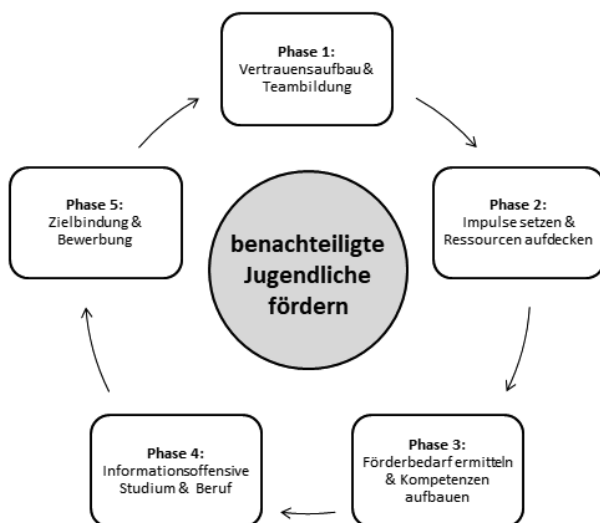 Phase 1:
Vertrauensaufbau &
Teambildung
Phase 2:
Impulse setzen &
Ressourcen aufdecken
Phase 3:
Förderbedarf ermitteln
& Kompetenzen
aufbauen
Phase 4:
Informationsoffensive
Studium & Beruf
Phase 5:
Zielbindung &
Bewerbung
benachteiligte
Jugendliche
fördern